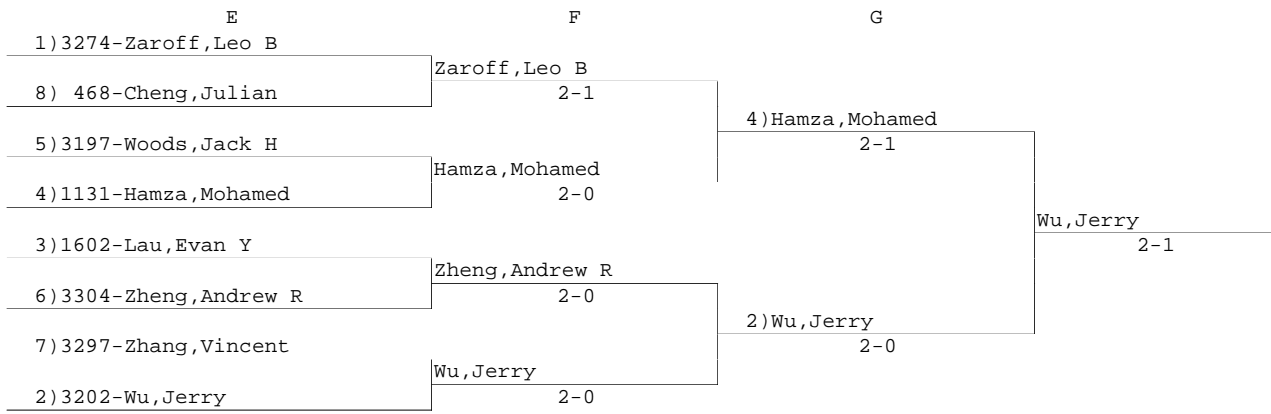 E F G
1)3274-Zaroff,Leo B
Zaroff,Leo B
8) 468-Cheng,Julian 2-1
4)Hamza,Mohamed
5)3197-Woods,Jack H 2-1
Hamza,Mohamed
4)1131-Hamza,Mohamed 2-0
Wu,Jerry
3)1602-Lau,Evan Y 2-1
Zheng,Andrew R
6)3304-Zheng,Andrew R 2-0
2)Wu,Jerry
7)3297-Zhang,Vincent 2-0
Wu,Jerry
2)3202-Wu,Jerry 2-0